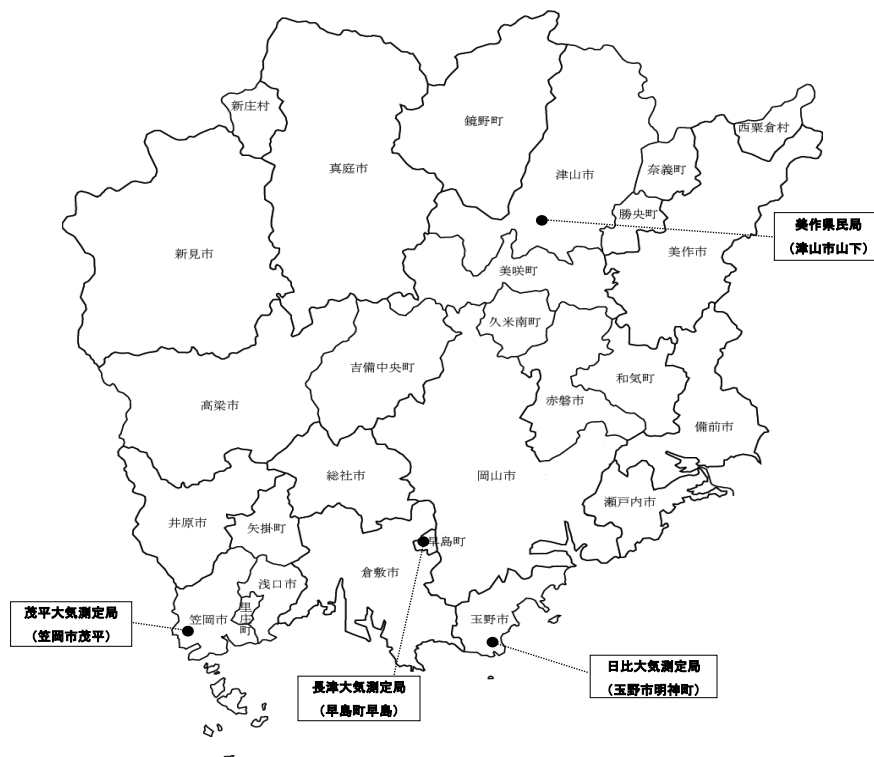 新庄村
鏡野町
西粟倉村
真庭市
津山市
奈義町
勝央町
美作県民局
（津山市山下）
新見市
美作市
美咲町
久米南町
吉備中央町
和気町
高梁市
赤磐市
備前市
総社市
岡山市
瀬戸内市
井原市
矢掛町
早島町
倉敷市
浅口市
里庄町
笠岡市
玉野市
茂平大気測定局
（笠岡市茂平）
日比大気測定局
（玉野市明神町）
長津大気測定局
（早島町早島）